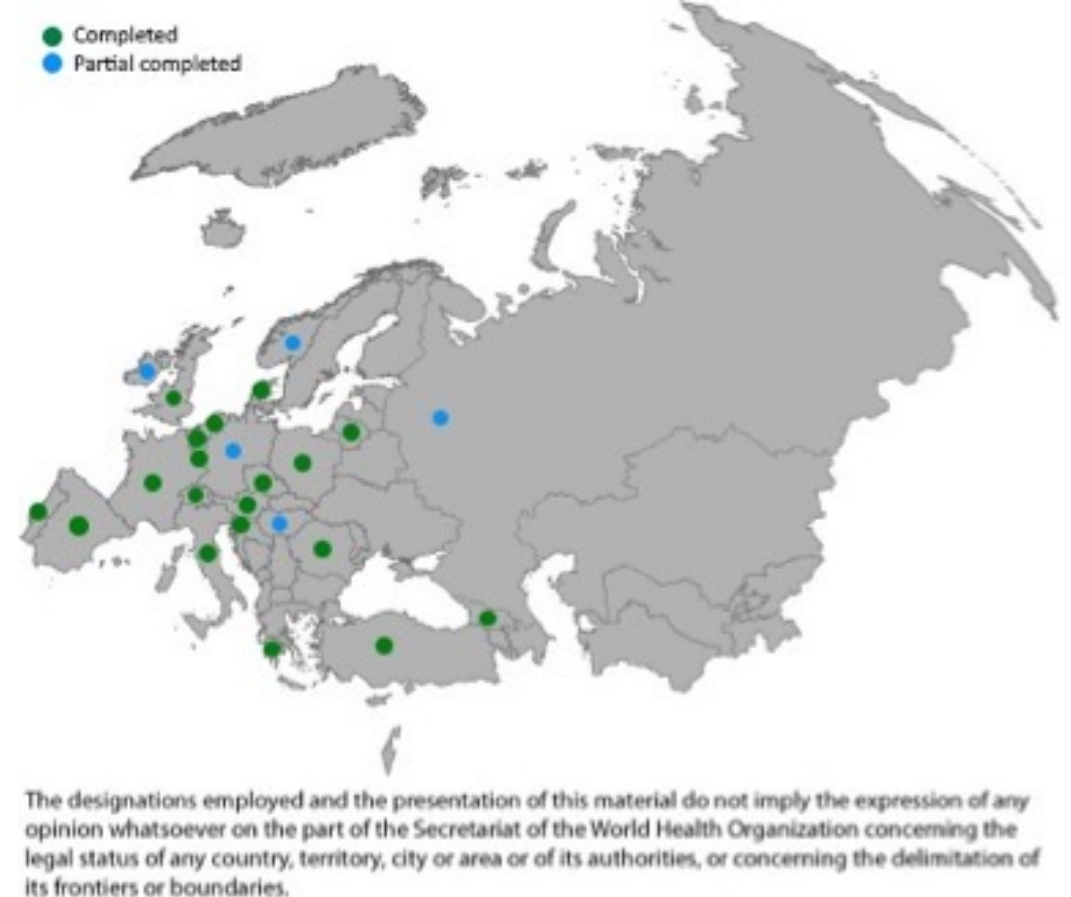 Completed
Partial completed
The designations employed and the presentation of this material do not imply the expression of any
opinion whatsoever on the part of the Secretariat of the World Health Organization concerning the
legal status of any country, territory, city or area or of its authorities, or concerning the delimitation of
its frontiers or boundaries.